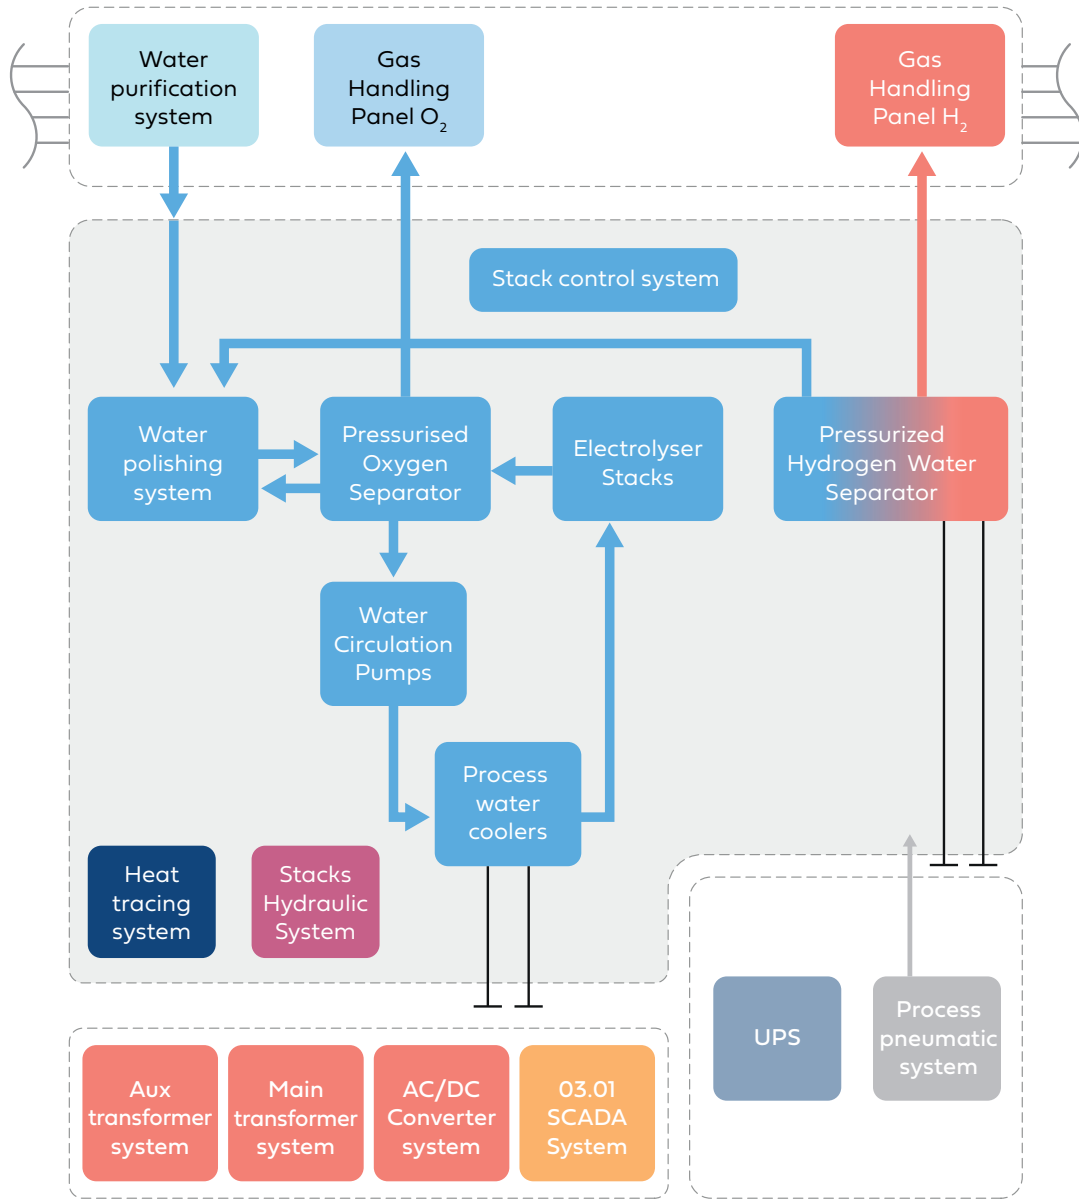 Water
purification
system
Gas
Handling
Panel O₂
Gas
Handling
Panel H₂
Stack control system
Water
polishing
system
Pressurised
Oxygen
Separator
Electrolyser
Stacks
Pressurized
Hydrogen Water
Separator
Water
Circulation
Pumps
Process
water
coolers
Heat
tracing
system
Stacks
Hydraulic
System
UPS
Process
pneumatic
system
Aux
transformer
system
Main
transformer
system
AC/DC
Converter
system
03.01
SCADA
System